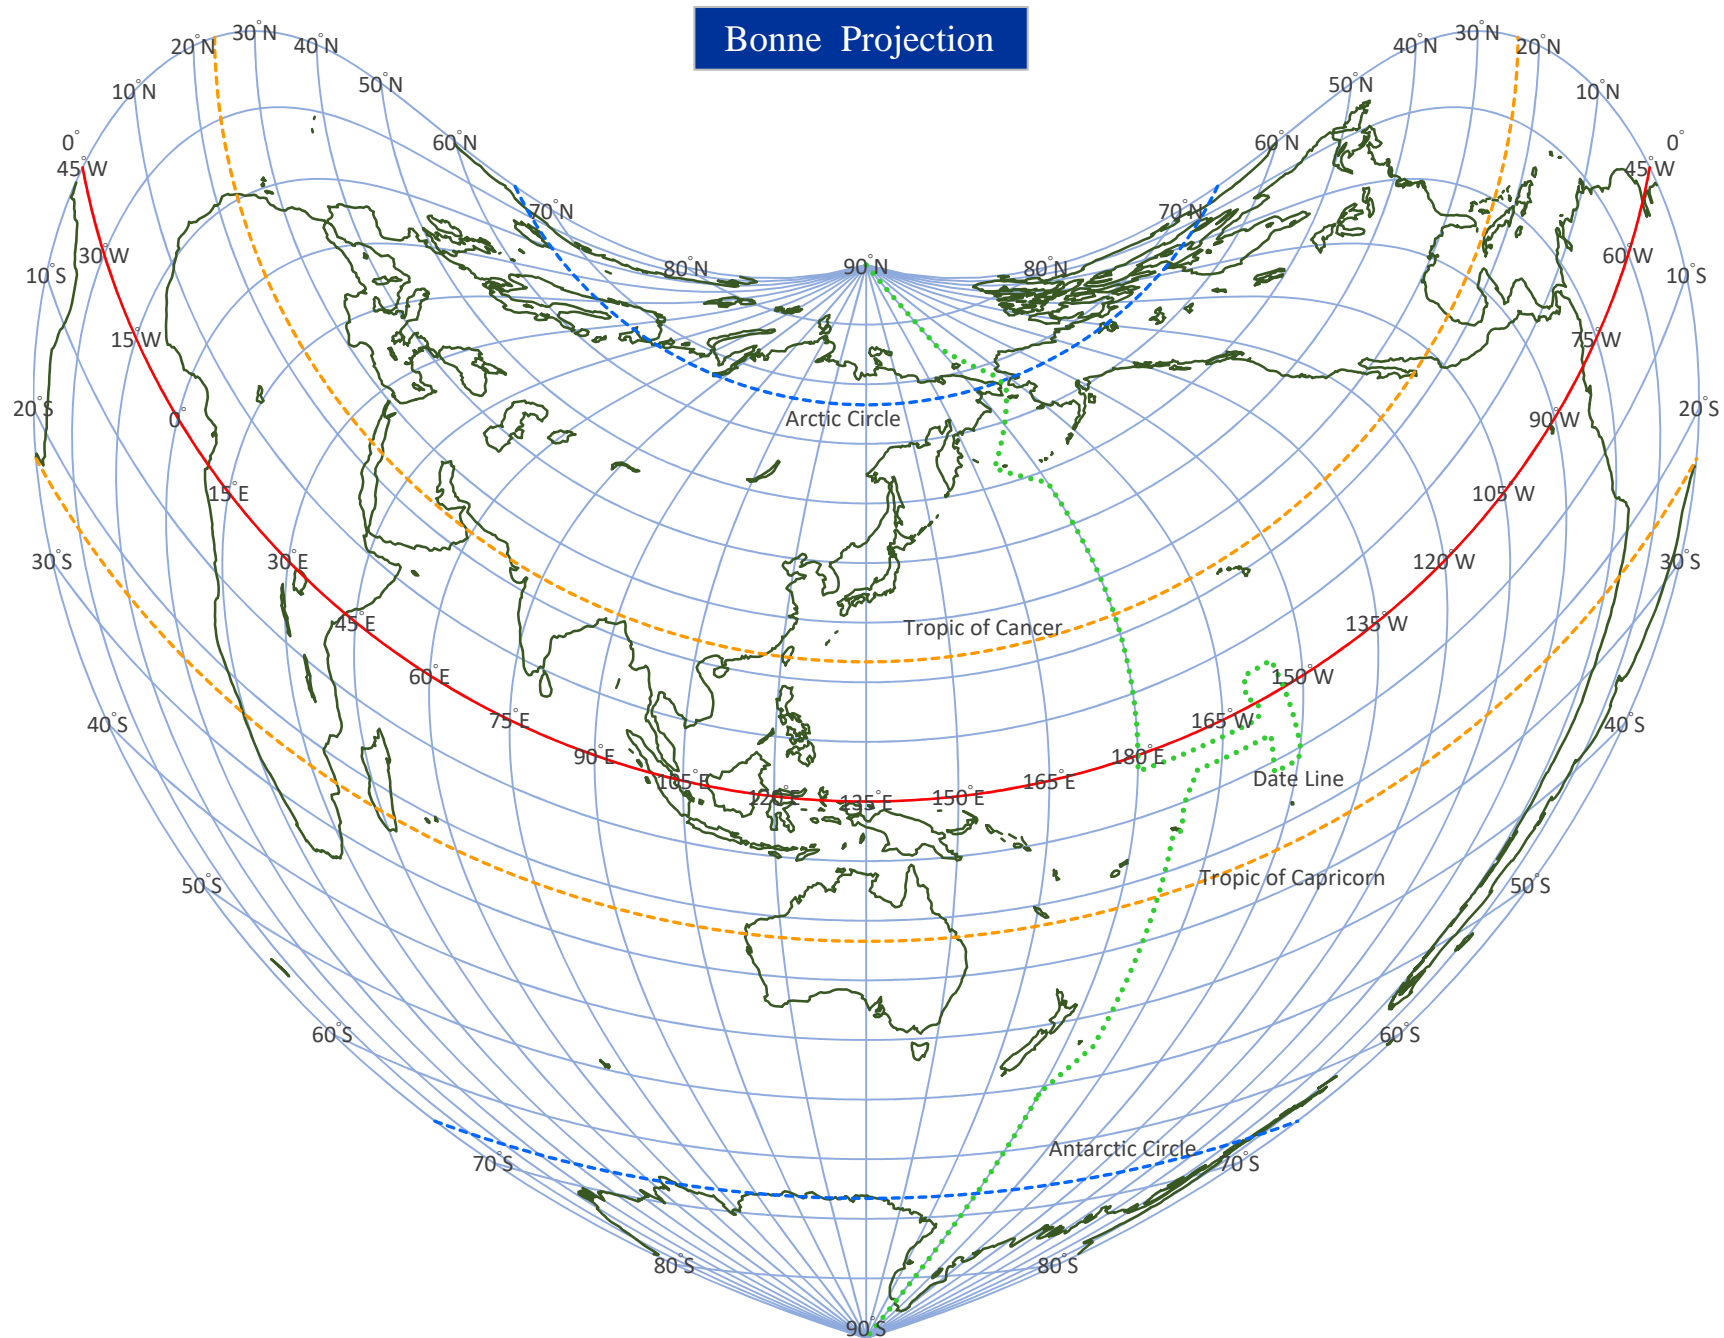 Bonne Projection
30°N
30°N
20°N
40°N
40°N
20°N
50°N
50°N
10°N
10°N
0°
60°N
60°N
0°
45°W
45°W
70°N
70°N
30°W
60°W
80°N
90°N
80°N
10°S
10°S
15°W
75°W
20°S
20°S
0°
Arctic Circle
90°W
15°E
105°W
30°S
30°E
120°W
30°S
45°E
Tropic of Cancer
135°W
60°E
150°W
40°S
75°E
165°W
40°S
90°E
180°E
105°E
165°E
Date Line
120°E
135°E
150°E
50°S
Tropic of Capricorn
50°S
60°S
60°S
Antarctic Circle
70°S
70°S
80°S
80°S
90°S